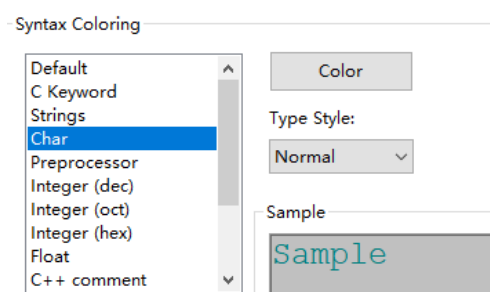 Syntax Coloring
Default
C Keyword
Strings
Char
Preprocessor
Integer (dec)
Integer (oct)
Integer (hex)
Float
C++ comment
Color
Type Style:
Normal
Sample
Sample